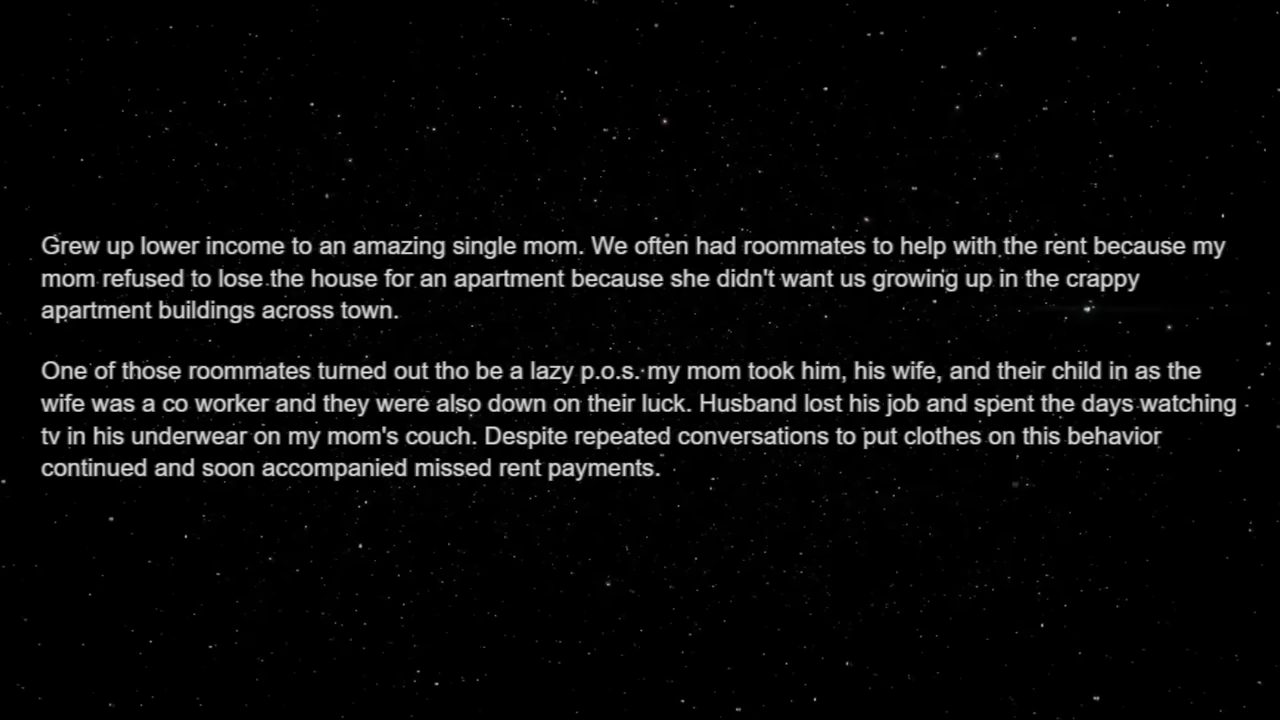 Grew up lower income to an amazing single mom. We often had roommates to help with the rent because my
mom refused to lose the house for an apartment because she didn't want us growing up in the crappy
apartment buildings across town.
One of those roommates turned out tho be a lazy p.o.s. my mom took him, his wife, and their child in as the
wife was a co worker and they were also down on their luck. Husband lost his job and spent the days watching
tv in his underwear on my mom's couch. Despite repeated conversations to put clothes on this behavior
continued and soon accompanied missed rent payments.